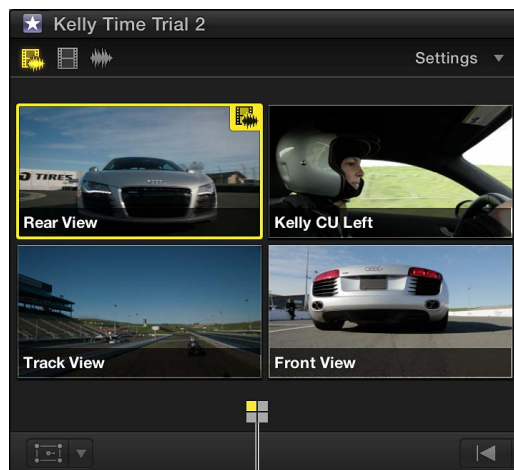 Kelly Time Trial 2
Settings
TIRES
Rear View
Kelly CU Left
Track View
Front View